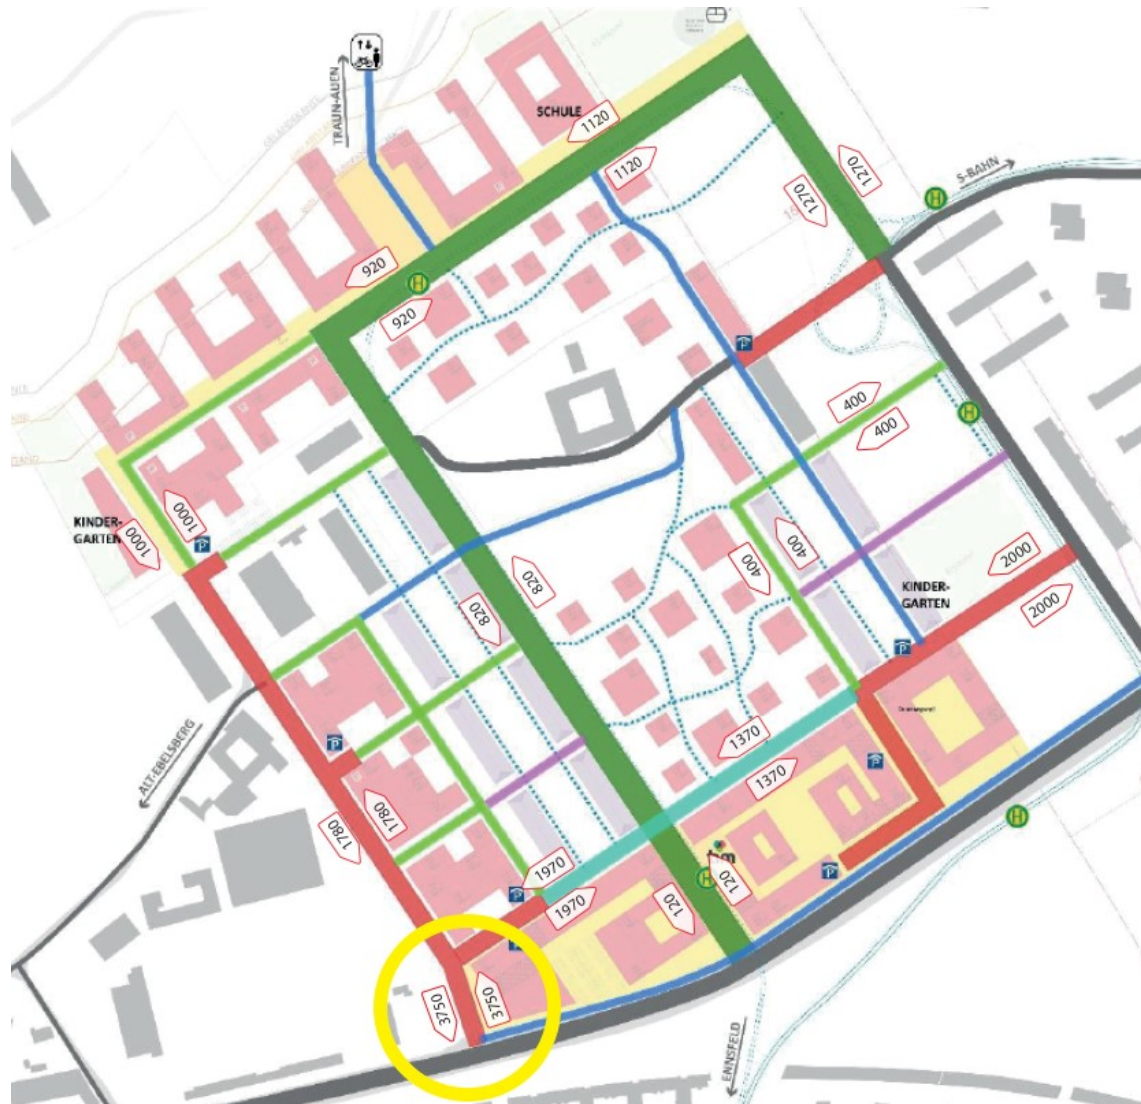 TRAUN-AUEN
SCHULE
1120
1120
1270
1270
S-BAHN
H
920
H
920
P
400
400
H
KINDER-
GARTEN
1000
1000
P
400
400
2000
2000
KINDER-
GARTEN
P
820
820
ALT-EBELSBERG
P
1370
1370
P
1780
1780
1970
1970
P
P
P
H
H
120
120
3750
3750
ENNSFELD